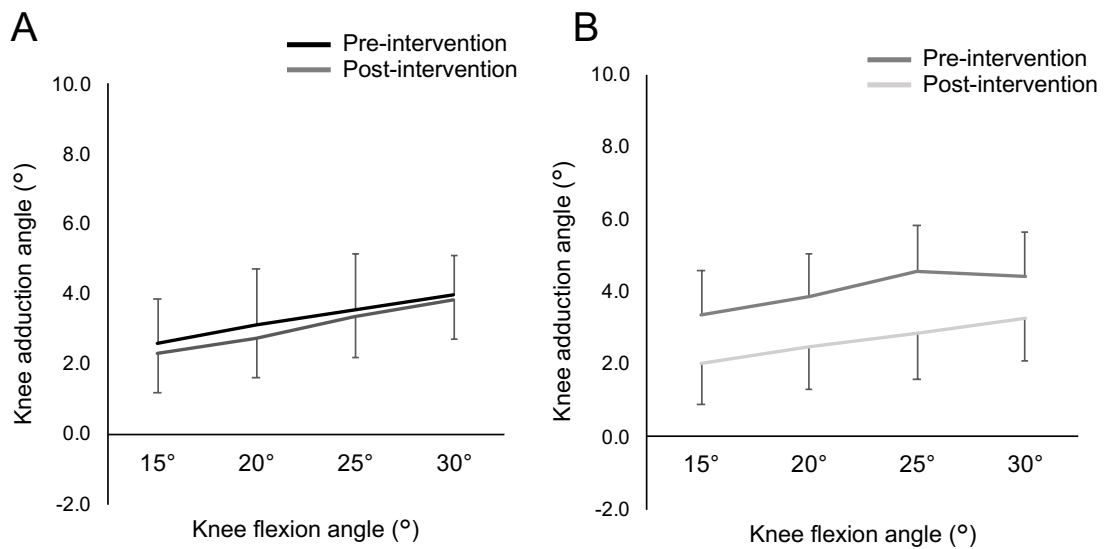 A
Pre-intervention
Post-intervention
10.0
8.0
6.0
4.0
2.0
0.0
-2.0
Knee adduction angle (°)
15° 20° 25° 30°
Knee flexion angle (°)
B
Pre-intervention
Post-intervention
10.0
8.0
6.0
4.0
2.0
0.0
-2.0
Knee adduction angle (°)
15° 20° 25° 30°
Knee flexion angle (°)